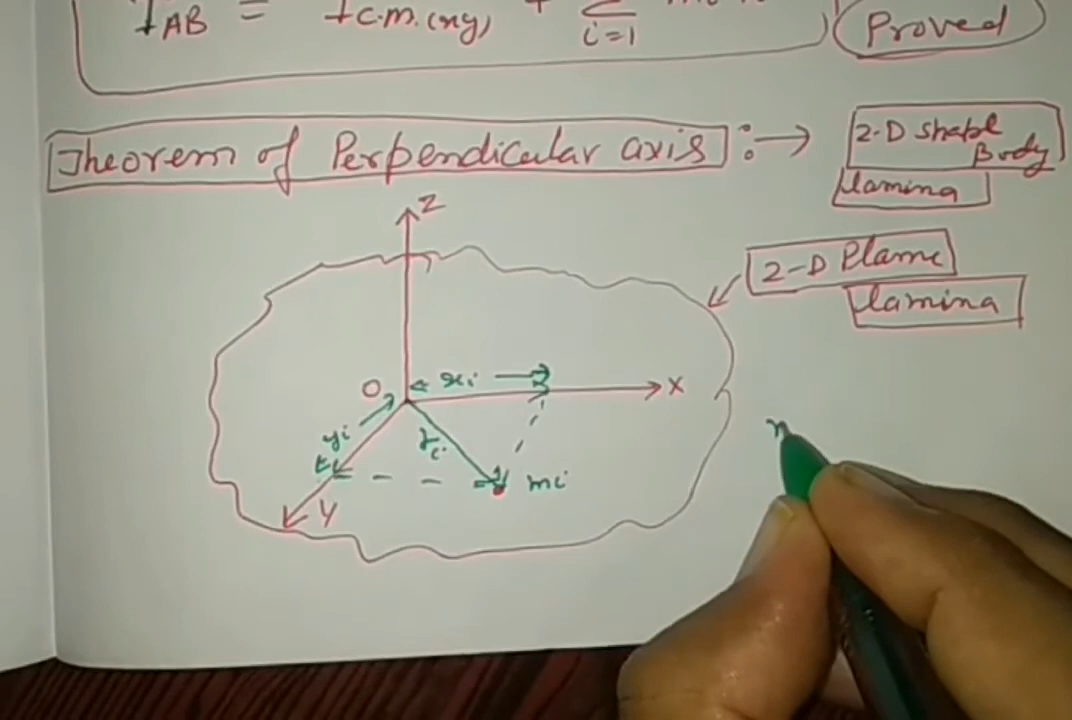 I_AB = I_C.M.(xy) + Σ
i=1
Proved
Theorem of Perpendicular axis :→
2-D Shape
Body
lamina
Z
2-D Plane
lamina
O
xi
X
yi
ri
mi
Y